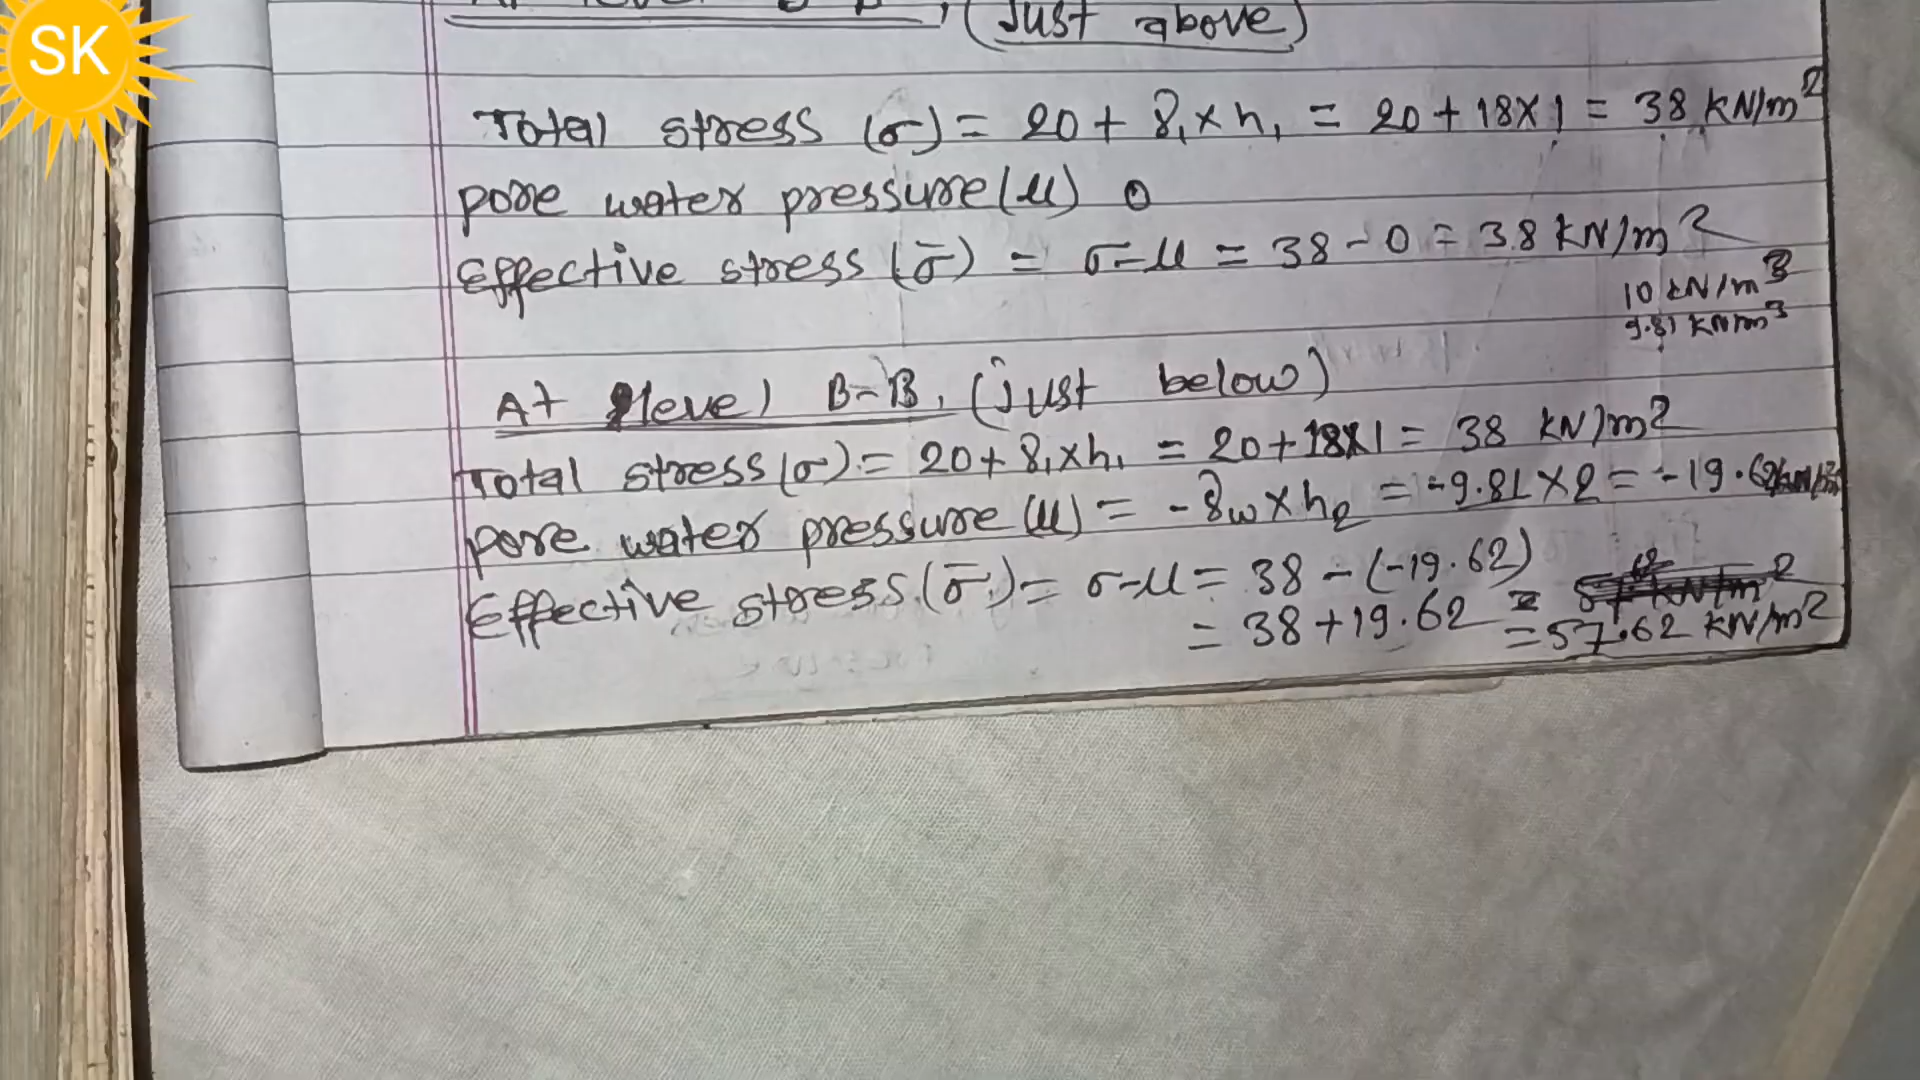 SK
(Just above)
Total stress (σ) = 20 + γ₁ × h₁ = 20 + 18×1 = 38 kN/m²
pore water pressure (u) 0
Effective stress (σ̄) = σ-u = 38 - 0 = 38 kN/m²
10 kN/m³
9.81 kN/m³
At level B-B, (just below)
Total stress (σ) = 20 + γ₁×h₁ = 20+18×1 = 38 kN/m²
pore water pressure (u) = -γw × h₂ = -9.81 × 2 = -19.62
Effective stress (σ̄) = σ-u = 38 - (-19.62)
= 38 + 19.62 = 57.62 kN/m²